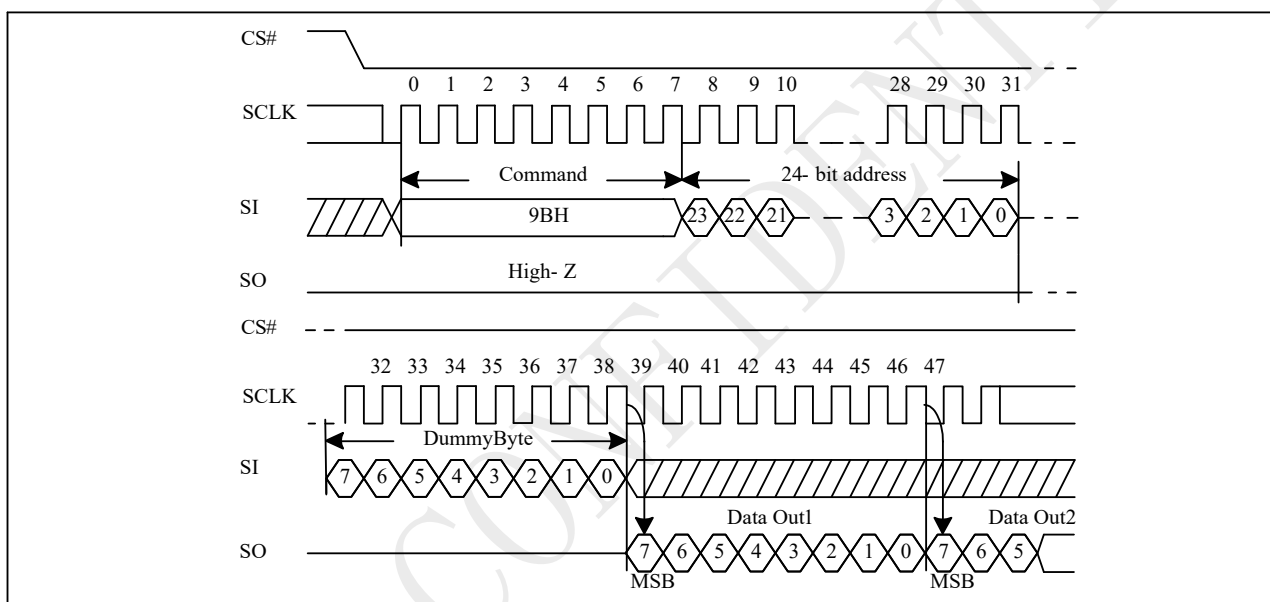 CS#
0 1 2 3 4 5 6 7 8 9 10 28 29 30 31
SCLK
Command 24- bit address
SI 9BH 23 22 21 3 2 1 0
High- Z
SO
CS#
32 33 34 35 36 37 38 39 40 41 42 43 44 45 46 47
SCLK
DummyByte
SI 7 6 5 4 3 2 1 0
Data Out1 Data Out2
SO 7 6 5 4 3 2 1 0 7 6 5
MSB MSB
CONFIDENT